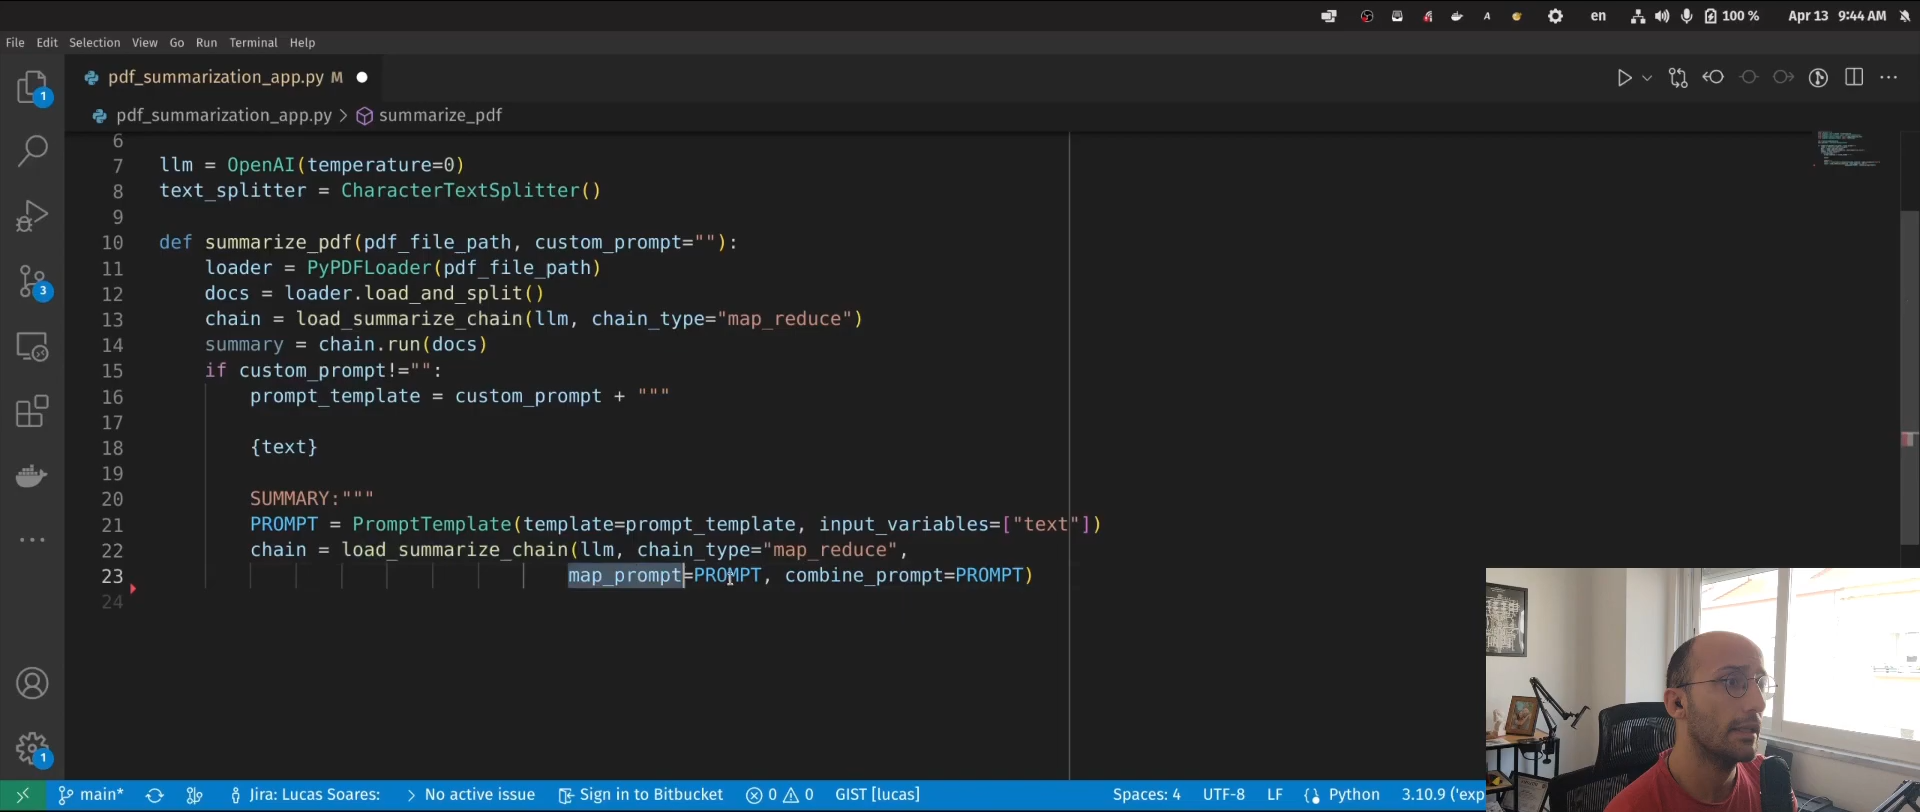 en 100 % Apr 13 9:44 AM
File Edit Selection View Go Run Terminal Help
pdf_summarization_app.py M
pdf_summarization_app.py > summarize_pdf
6
7 llm = OpenAI(temperature=0)
8 text_splitter = CharacterTextSplitter()
9
10 def summarize_pdf(pdf_file_path, custom_prompt=""):
11 loader = PyPDFLoader(pdf_file_path)
12 docs = loader.load_and_split()
13 chain = load_summarize_chain(llm, chain_type="map_reduce")
14 summary = chain.run(docs)
15 if custom_prompt!="":
16 prompt_template = custom_prompt + """
17
18 {text}
19
20 SUMMARY:"""
21 PROMPT = PromptTemplate(template=prompt_template, input_variables=["text"])
22 chain = load_summarize_chain(llm, chain_type="map_reduce",
23 map_prompt=PROMPT, combine_prompt=PROMPT)
24
1
3
1
main* Jira: Lucas Soares: No active issue Sign in to Bitbucket 0 0 GIST [lucas] Spaces: 4 UTF-8 LF Python 3.10.9 ('exp